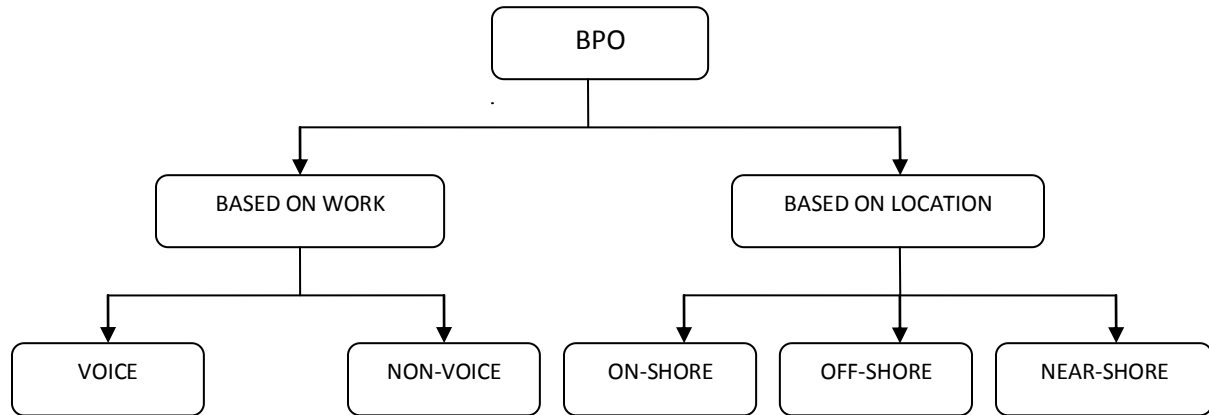 BPO
BASED ON WORK
BASED ON LOCATION
VOICE
NON-VOICE
ON-SHORE
OFF-SHORE
NEAR-SHORE